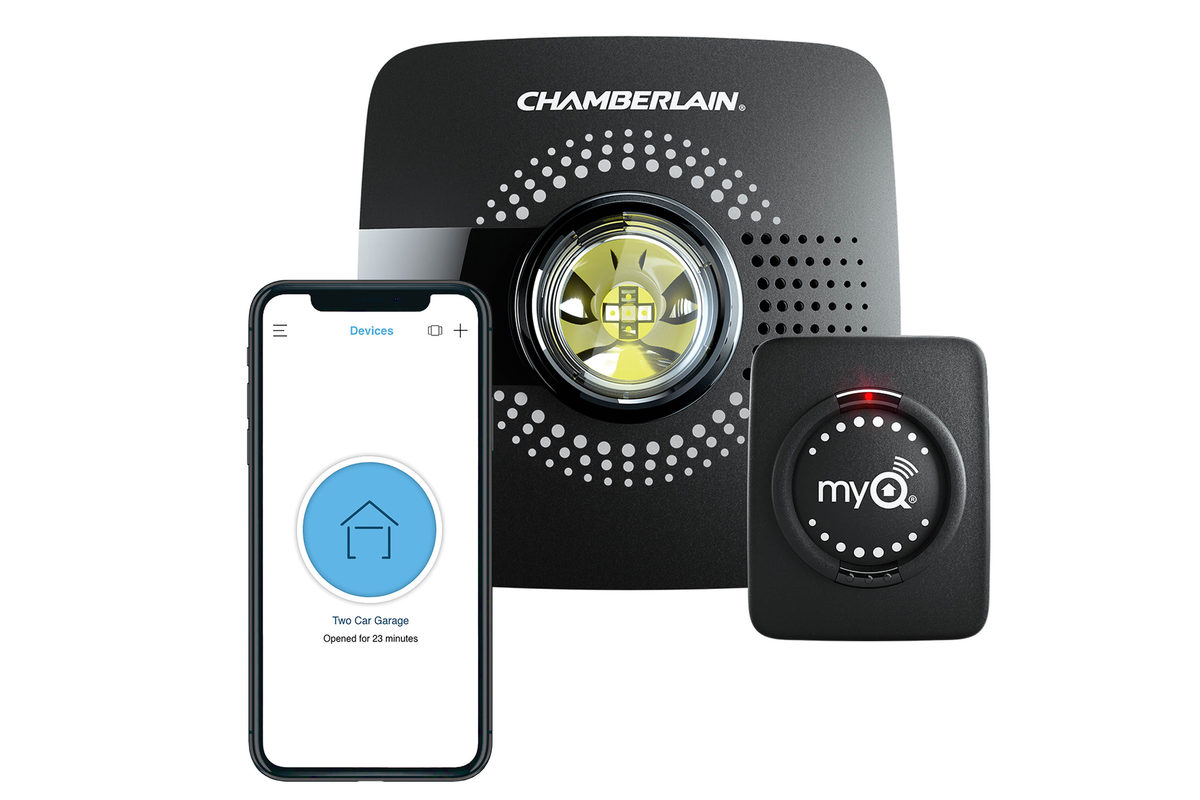 CHAMBERLAIN®
Devices
Two Car Garage
Opened for 23 minutes
myQ®